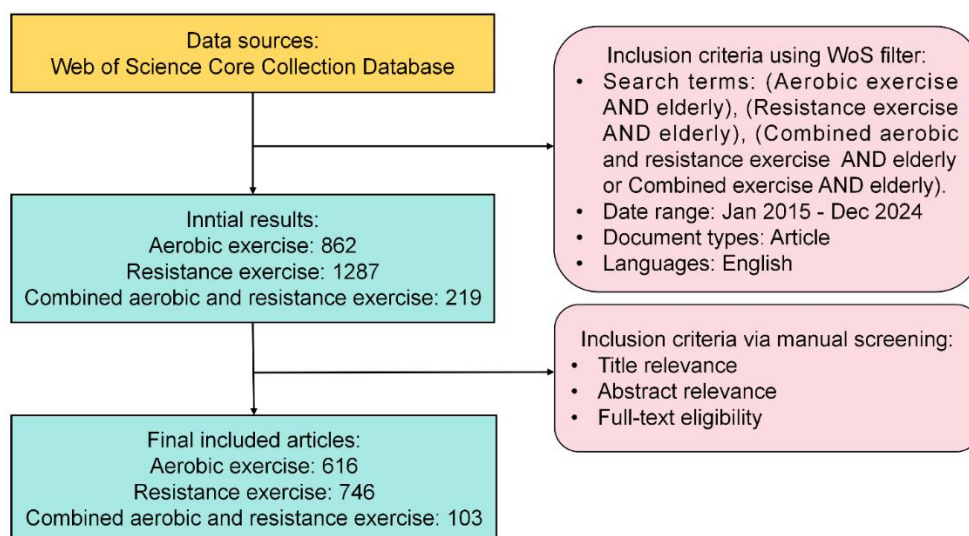 Data sources:
Web of Science Core Collection Database
Inclusion criteria using WoS filter:
• Search terms: (Aerobic exercise
AND elderly), (Resistance exercise
AND elderly), (Combined aerobic
and resistance exercise AND elderly
or Combined exercise AND elderly).
• Date range: Jan 2015 - Dec 2024
• Document types: Article
• Languages: English
Inntial results:
Aerobic exercise: 862
Resistance exercise: 1287
Combined aerobic and resistance exercise: 219
Inclusion criteria via manual screening:
• Title relevance
• Abstract relevance
• Full-text eligibility
Final included articles:
Aerobic exercise: 616
Resistance exercise: 746
Combined aerobic and resistance exercise: 103